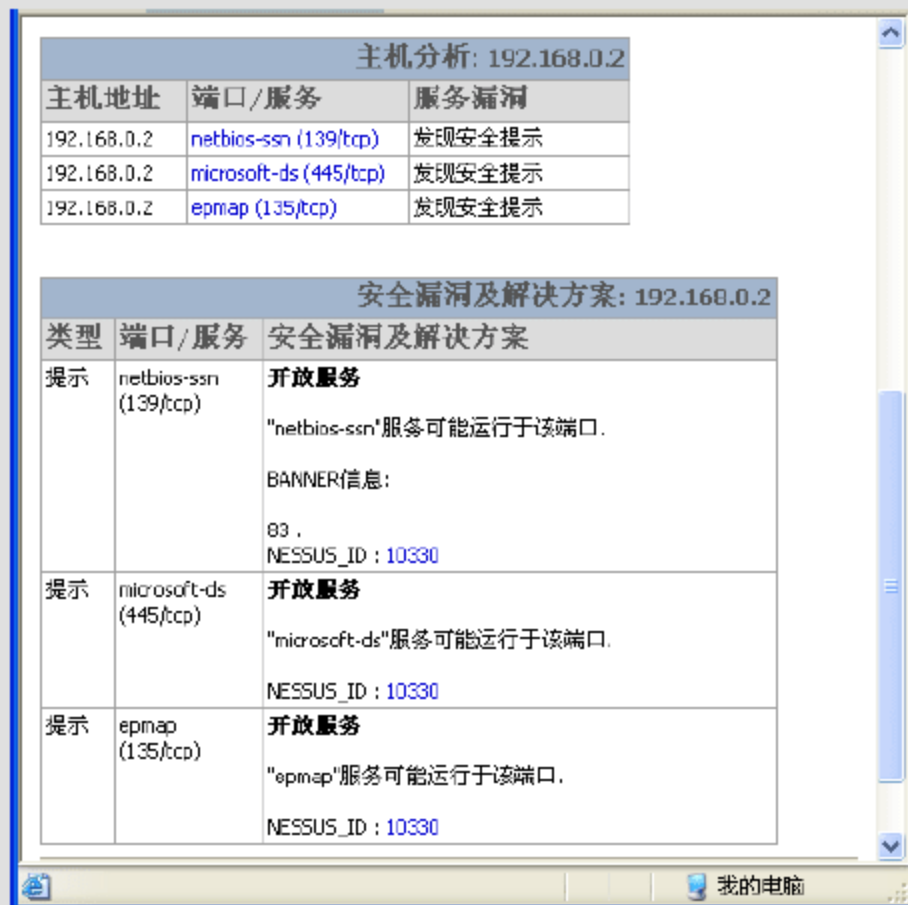 主机分析: 192.168.0.2
主机地址 端口/服务 服务漏洞
192.168.0.2 netbios-ssn (139/tcp) 发现安全提示
192.168.0.2 microsoft-ds (445/tcp) 发现安全提示
192.168.0.2 epmap (135/tcp) 发现安全提示
安全漏洞及解决方案: 192.168.0.2
类型 端口/服务 安全漏洞及解决方案
提示 netbios-ssn 开放服务
(139/tcp)
"netbios-ssn"服务可能运行于该端口.
BANNER信息:
83 .
NESSUS_ID : 10330
提示 microsoft-ds 开放服务
(445/tcp)
"microsoft-ds"服务可能运行于该端口.
NESSUS_ID : 10330
提示 epmap 开放服务
(135/tcp)
"epmap"服务可能运行于该端口.
NESSUS_ID : 10330
我的电脑